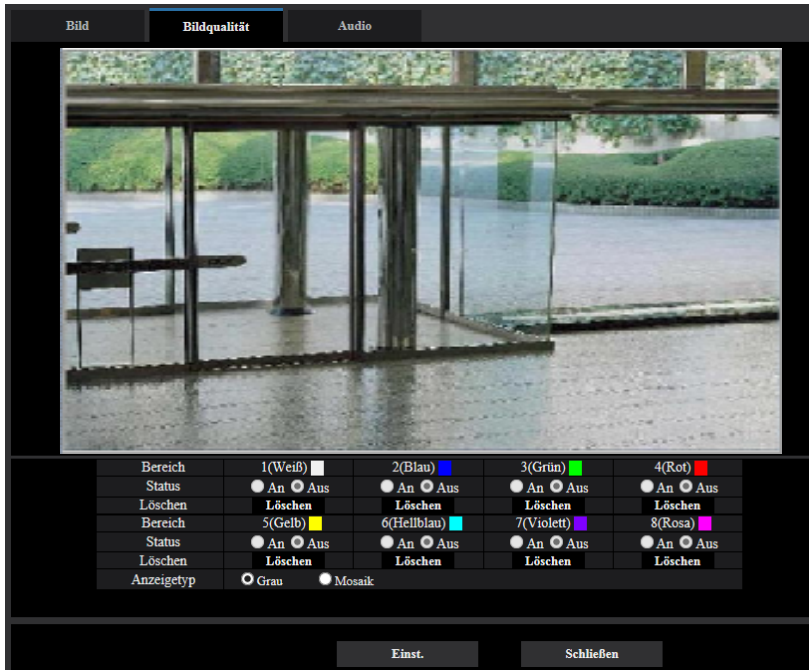 Bild Bildqualität Audio
Bereich 1(Weiß) 2(Blau) 3(Grün) 4(Rot)
Status An Aus An Aus An Aus An Aus
Löschen Löschen Löschen Löschen Löschen
Bereich 5(Gelb) 6(Hellblau) 7(Violett) 8(Rosa)
Status An Aus An Aus An Aus An Aus
Löschen Löschen Löschen Löschen Löschen
Anzeigetyp Grau Mosaik
Einst. Schließen